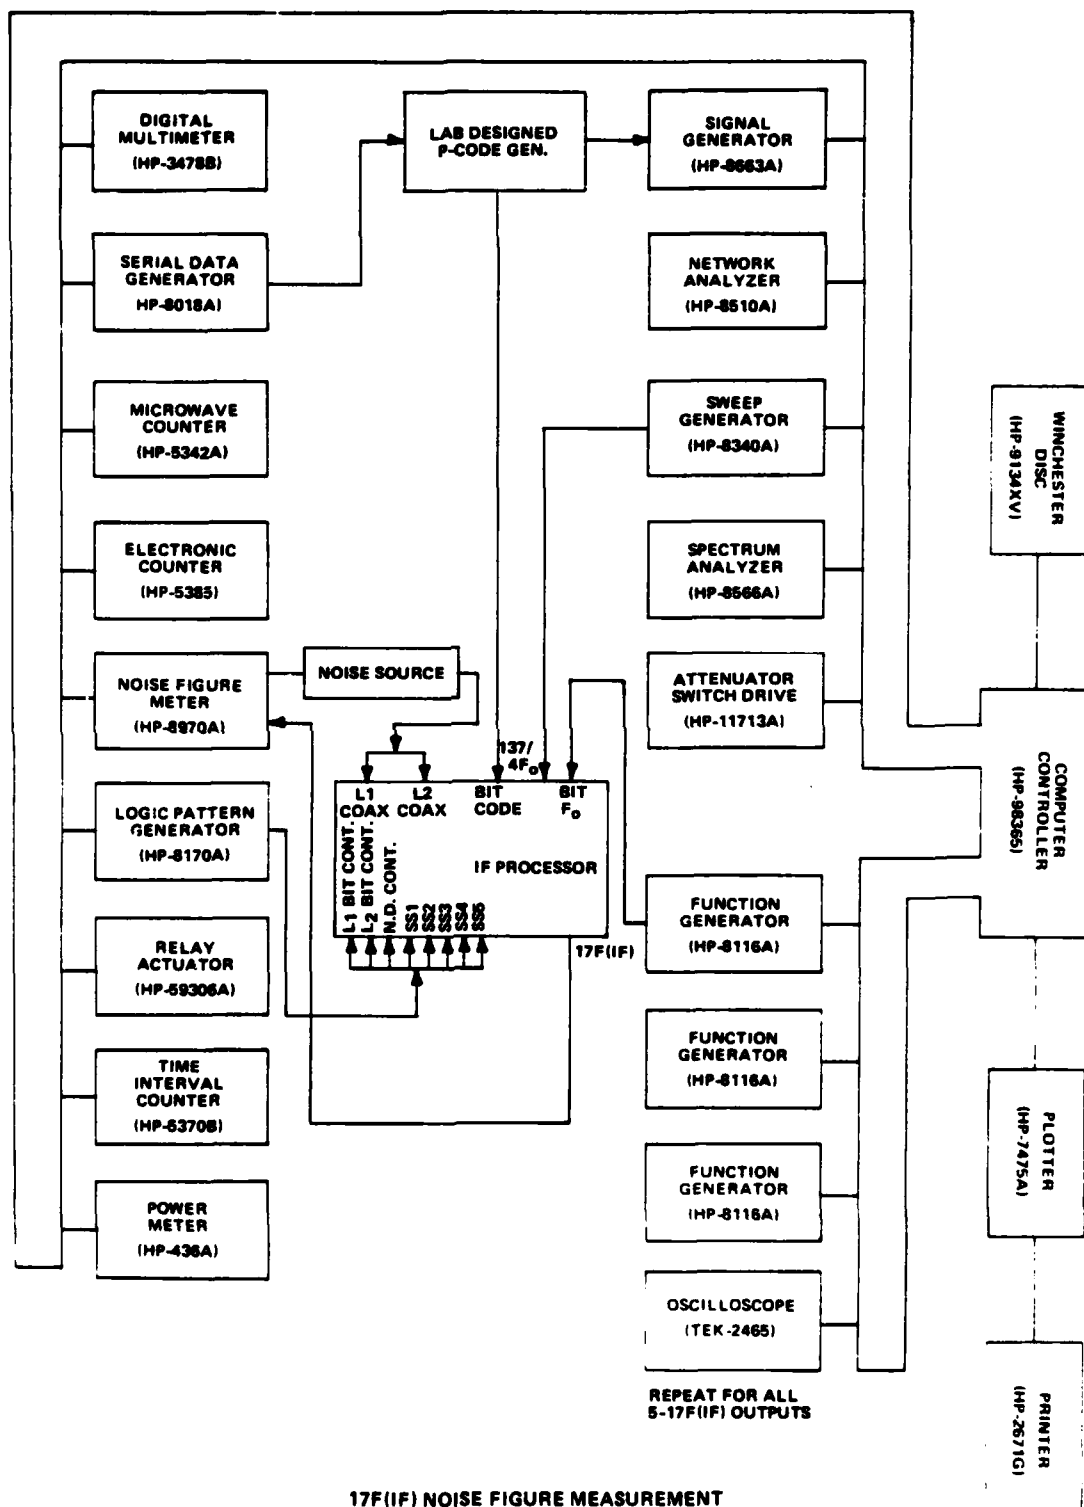 DIGITAL
MULTIMETER
(HP-3478B)
LAB DESIGNED
P-CODE GEN.
SIGNAL
GENERATOR
(HP-8663A)
SERIAL DATA
GENERATOR
HP-8018A)
NETWORK
ANALYZER
(HP-8510A)
MICROWAVE
COUNTER
(HP-5342A)
SWEEP
GENERATOR
(HP-8340A)
WINCHESTER
DISC
(HP-9134XV)
ELECTRONIC
COUNTER
(HP-5385)
SPECTRUM
ANALYZER
(HP-8566A)
NOISE FIGURE
METER
(HP-8970A)
NOISE SOURCE
ATTENUATOR
SWITCH DRIVE
(HP-11713A)
COMPUTER
CONTROLLER
(HP-98365)
137/
4Fo
L1
COAX
L2
COAX
BIT
CODE
BIT
Fo
IF PROCESSOR
L1 BIT CONT.
L2 BIT CONT.
N.D. CONT.
SS1
SS2
SS3
SS4
SS5
17F(IF)
LOGIC PATTERN
GENERATOR
(HP-8170A)
FUNCTION
GENERATOR
(HP-8116A)
RELAY
ACTUATOR
(HP-59306A)
FUNCTION
GENERATOR
(HP-8116A)
TIME
INTERVAL
COUNTER
(HP-5370B)
PLOTTER
(HP-7475A)
FUNCTION
GENERATOR
(HP-8116A)
POWER
METER
(HP-436A)
OSCILLOSCOPE
(TEK-2465)
PRINTER
(HP-2671G)
REPEAT FOR ALL
5-17F(IF) OUTPUTS
17F(IF) NOISE FIGURE MEASUREMENT